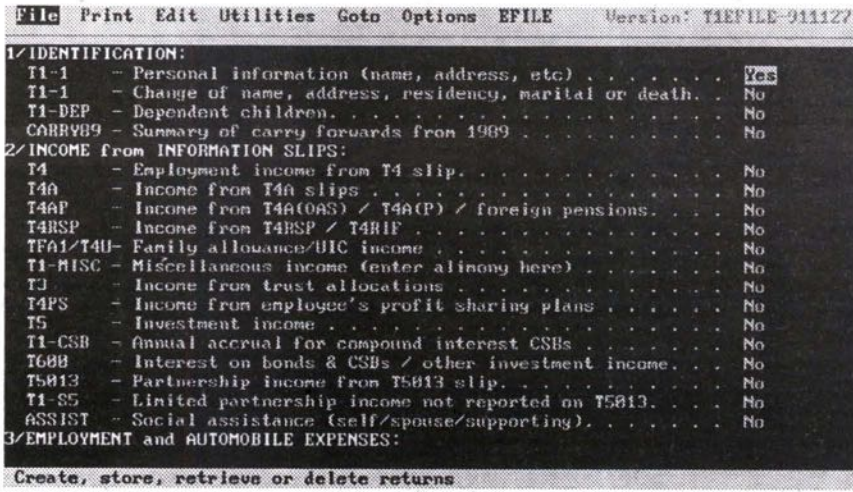 File Print Edit Utilities Goto Options EFILE Version: T1EFILE-911127
1/IDENTIFICATION:
T1-1 - Personal information (name, address, etc) . . . . . . . Yes
T1-1 - Change of name, address, residency, marital or death. . No
T1-DEP - Dependent children. . . . . . . . . . . . . . . . . . . No
CARRY89 - Summary of carry forwards from 1989 . . . . . . . . . . No
2/INCOME from INFORMATION SLIPS:
T4 - Employment income from T4 slip. . . . . . . . . . . . . No
T4A - Income from T4A slips . . . . . . . . . . . . . . . . . No
T4AP - Income from T4A(OAS) / T4A(P) / foreign pensions. . . . No
T4RSP - Income from T4RSP / T4RIF . . . . . . . . . . . . . . . No
TFA1/T4U- Family allowance/UIC income . . . . . . . . . . . . . . No
T1-MISC - Miscellaneous income (enter alimony here) . . . . . . . No
T3 - Income from trust allocations . . . . . . . . . . . . . No
T4PS - Income from employee's profit sharing plans . . . . . . No
T5 - Investment income . . . . . . . . . . . . . . . . . . . No
T1-CSB - Annual accrual for compound interest CSBs . . . . . . . No
T600 - Interest on bonds & CSBs / other investment income. . . No
T5013 - Partnership income from T5013 slip. . . . . . . . . . . No
T1-S5 - Limited partnership income not reported on T5013. . . . No
ASSIST - Social assistance (self/spouse/supporting). . . . . . . No
3/EMPLOYMENT and AUTOMOBILE EXPENSES:
Create, store, retrieve or delete returns